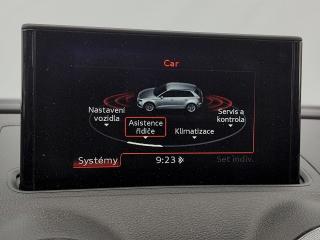 Car
Nastavení
vozidla
Asistence
řidiče
Klimatizace
Servis a
kontrola
Systémy
9:23
Set indiv.